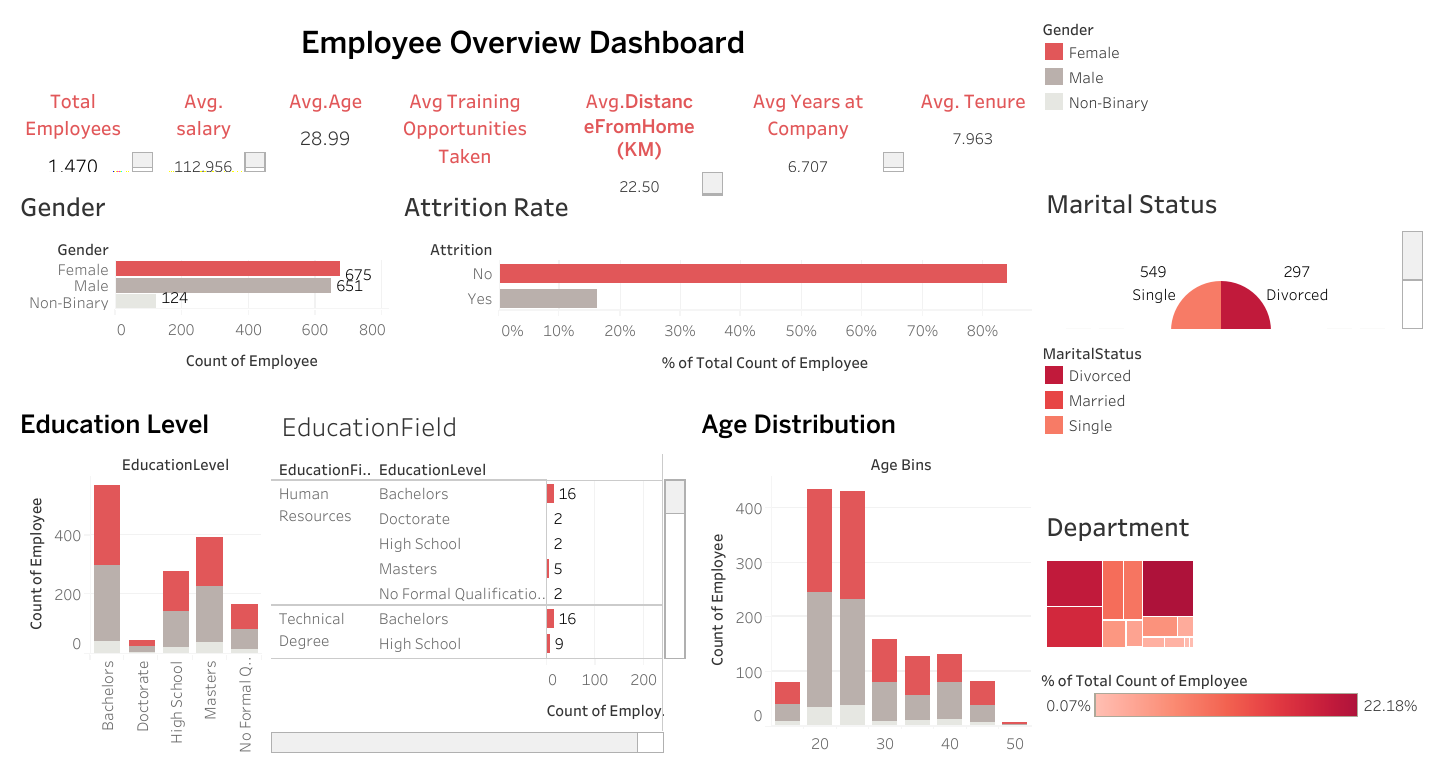 Employee Overview Dashboard
Gender
Female
Male
Non-Binary
Total
Employees
1,470
Avg.
salary
112,956
Avg.Age
28.99
Avg Training
Opportunities
Taken
Avg.Distanc
eFromHome
(KM)
22.50
Avg Years at
Company
6.707
Avg. Tenure
7.963
Gender
Gender
Female
Male
Non-Binary
675
651
124
0 200 400 600 800
Count of Employee
Attrition Rate
Attrition
No
Yes
0% 10% 20% 30% 40% 50% 60% 70% 80%
% of Total Count of Employee
Marital Status
549
Single
297
Divorced
MaritalStatus
Divorced
Married
Single
Education Level
EducationLevel
Count of Employee
400
200
0
Bachelors
Doctorate
High School
Masters
No Formal Q..
EducationField
EducationFi.. EducationLevel
Human
Resources
Bachelors 16
Doctorate 2
High School 2
Masters 5
No Formal Qualificatio.. 2
Technical
Degree
Bachelors 16
High School 9
0 100 200
Count of Employ.
Age Distribution
Age Bins
Count of Employee
400
300
200
100
0
20 30 40 50
Department
% of Total Count of Employee
0.07% 22.18%